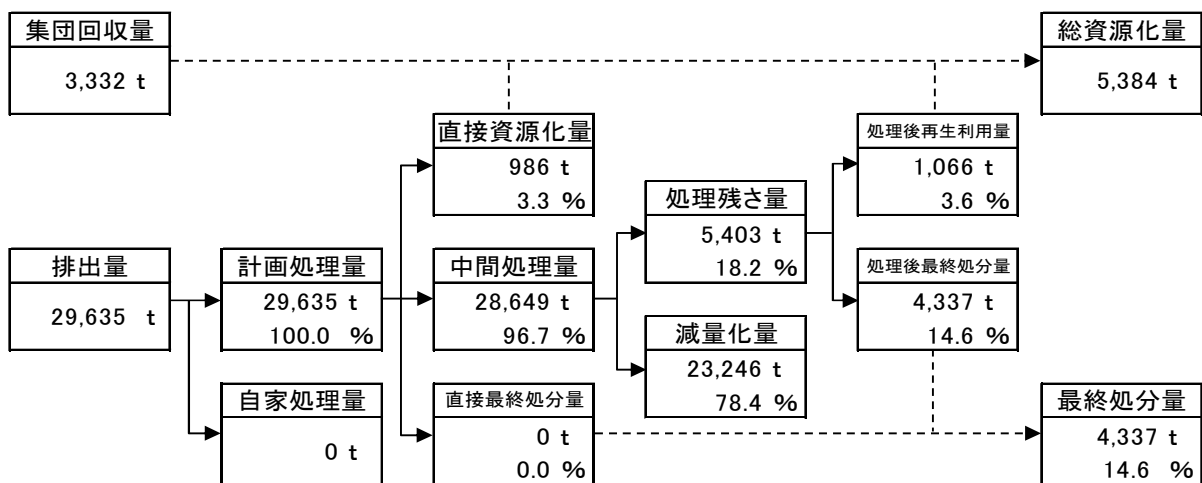 集団回収量
3,332 t
総資源化量
5,384 t
直接資源化量
986 t
3.3 %
処理後再生利用量
1,066 t
3.6 %
処理残さ量
5,403 t
18.2 %
排出量
29,635 t
計画処理量
29,635 t
100.0 %
中間処理量
28,649 t
96.7 %
処理後最終処分量
4,337 t
14.6 %
減量化量
23,246 t
78.4 %
自家処理量
0 t
直接最終処分量
0 t
0.0 %
最終処分量
4,337 t
14.6 %